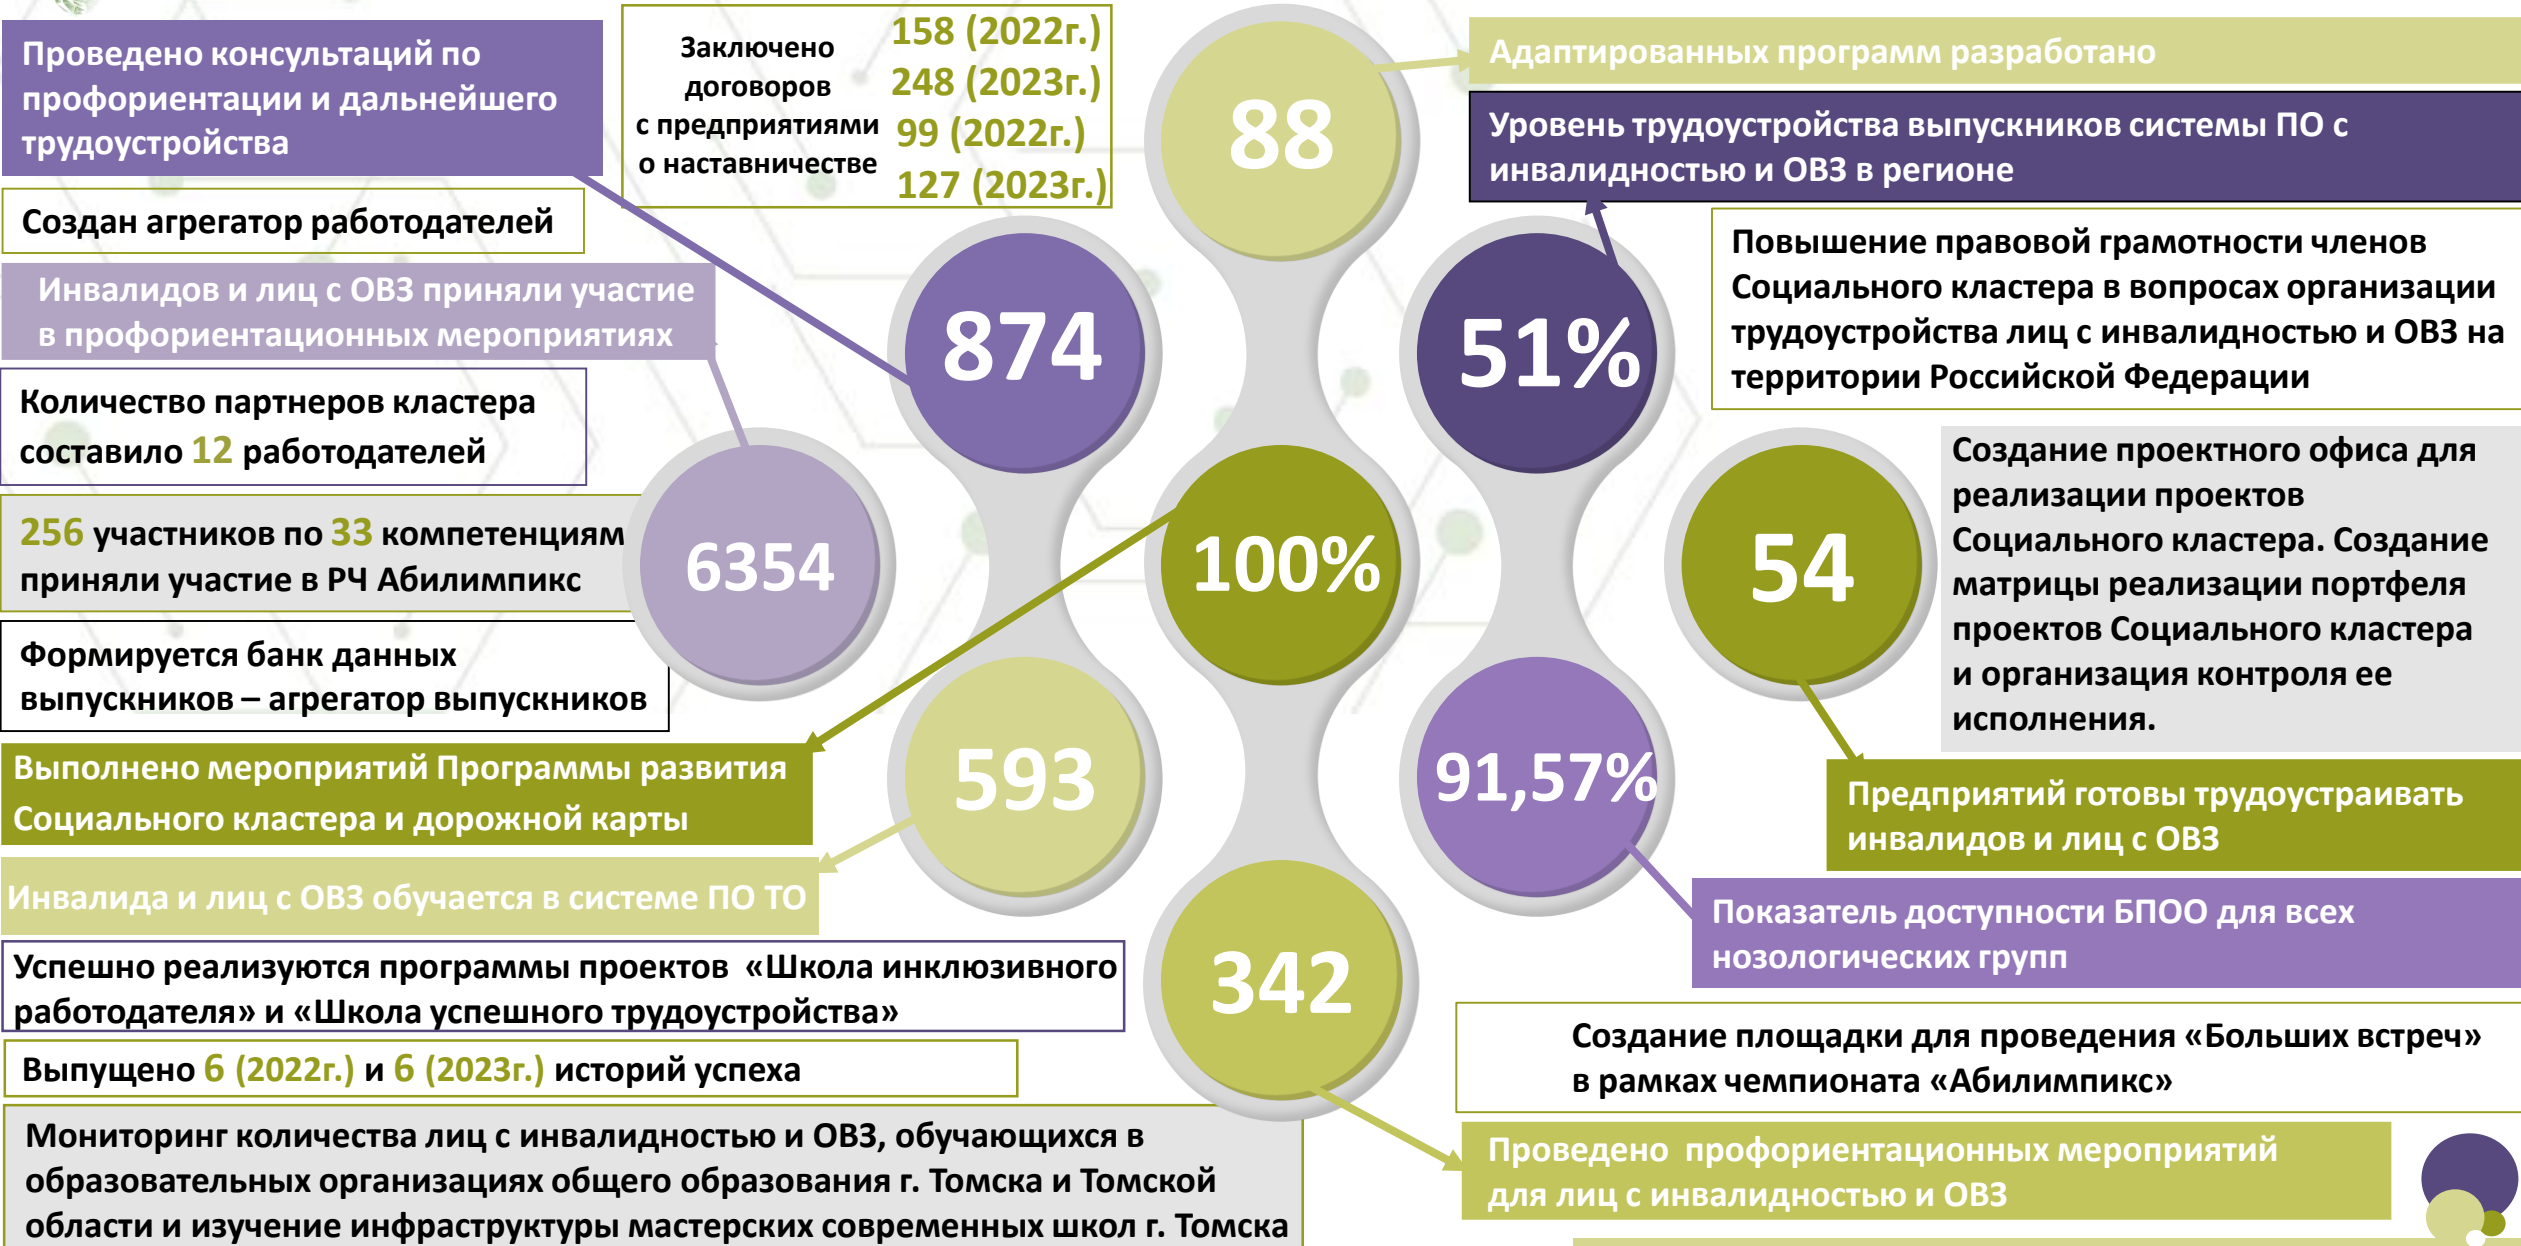 Проведено консультаций по
профориентации и дальнейшего
трудоустройства
Заключено
договоров
с предприятиями
о наставничестве
158 (2022г.)
248 (2023г.)
99 (2022г.)
127 (2023г.)
88
Адаптированных программ разработано
Уровень трудоустройства выпускников системы ПО с
инвалидностью и ОВЗ в регионе
Создан агрегатор работодателей
Инвалидов и лиц с ОВЗ приняли участие
в профориентационных мероприятиях
874
51%
Повышение правовой грамотности членов
Социального кластера в вопросах организации
трудоустройства лиц с инвалидностью и ОВЗ на
территории Российской Федерации
Количество партнеров кластера
составило 12 работодателей
256 участников по 33 компетенциям
приняли участие в РЧ Абилимпикс
6354
100%
54
Создание проектного офиса для
реализации проектов
Социального кластера. Создание
матрицы реализации портфеля
проектов Социального кластера
и организация контроля ее
исполнения.
Формируется банк данных
выпускников – агрегатор выпускников
Выполнено мероприятий Программы развития
Социального кластера и дорожной карты
593
91,57%
Предприятий готовы трудоустраивать
инвалидов и лиц с ОВЗ
Инвалида и лиц с ОВЗ обучается в системе ПО ТО
Показатель доступности БПОО для всех
нозологических групп
Успешно реализуются программы проектов «Школа инклюзивного
работодателя» и «Школа успешного трудоустройства»
342
Выпущено 6 (2022г.) и 6 (2023г.) историй успеха
Создание площадки для проведения «Больших встреч»
в рамках чемпионата «Абилимпикс»
Мониторинг количества лиц с инвалидностью и ОВЗ, обучающихся в
образовательных организациях общего образования г. Томска и Томской
области и изучение инфраструктуры мастерских современных школ г. Томска
Проведено профориентационных мероприятий
для лиц с инвалидностью и ОВЗ